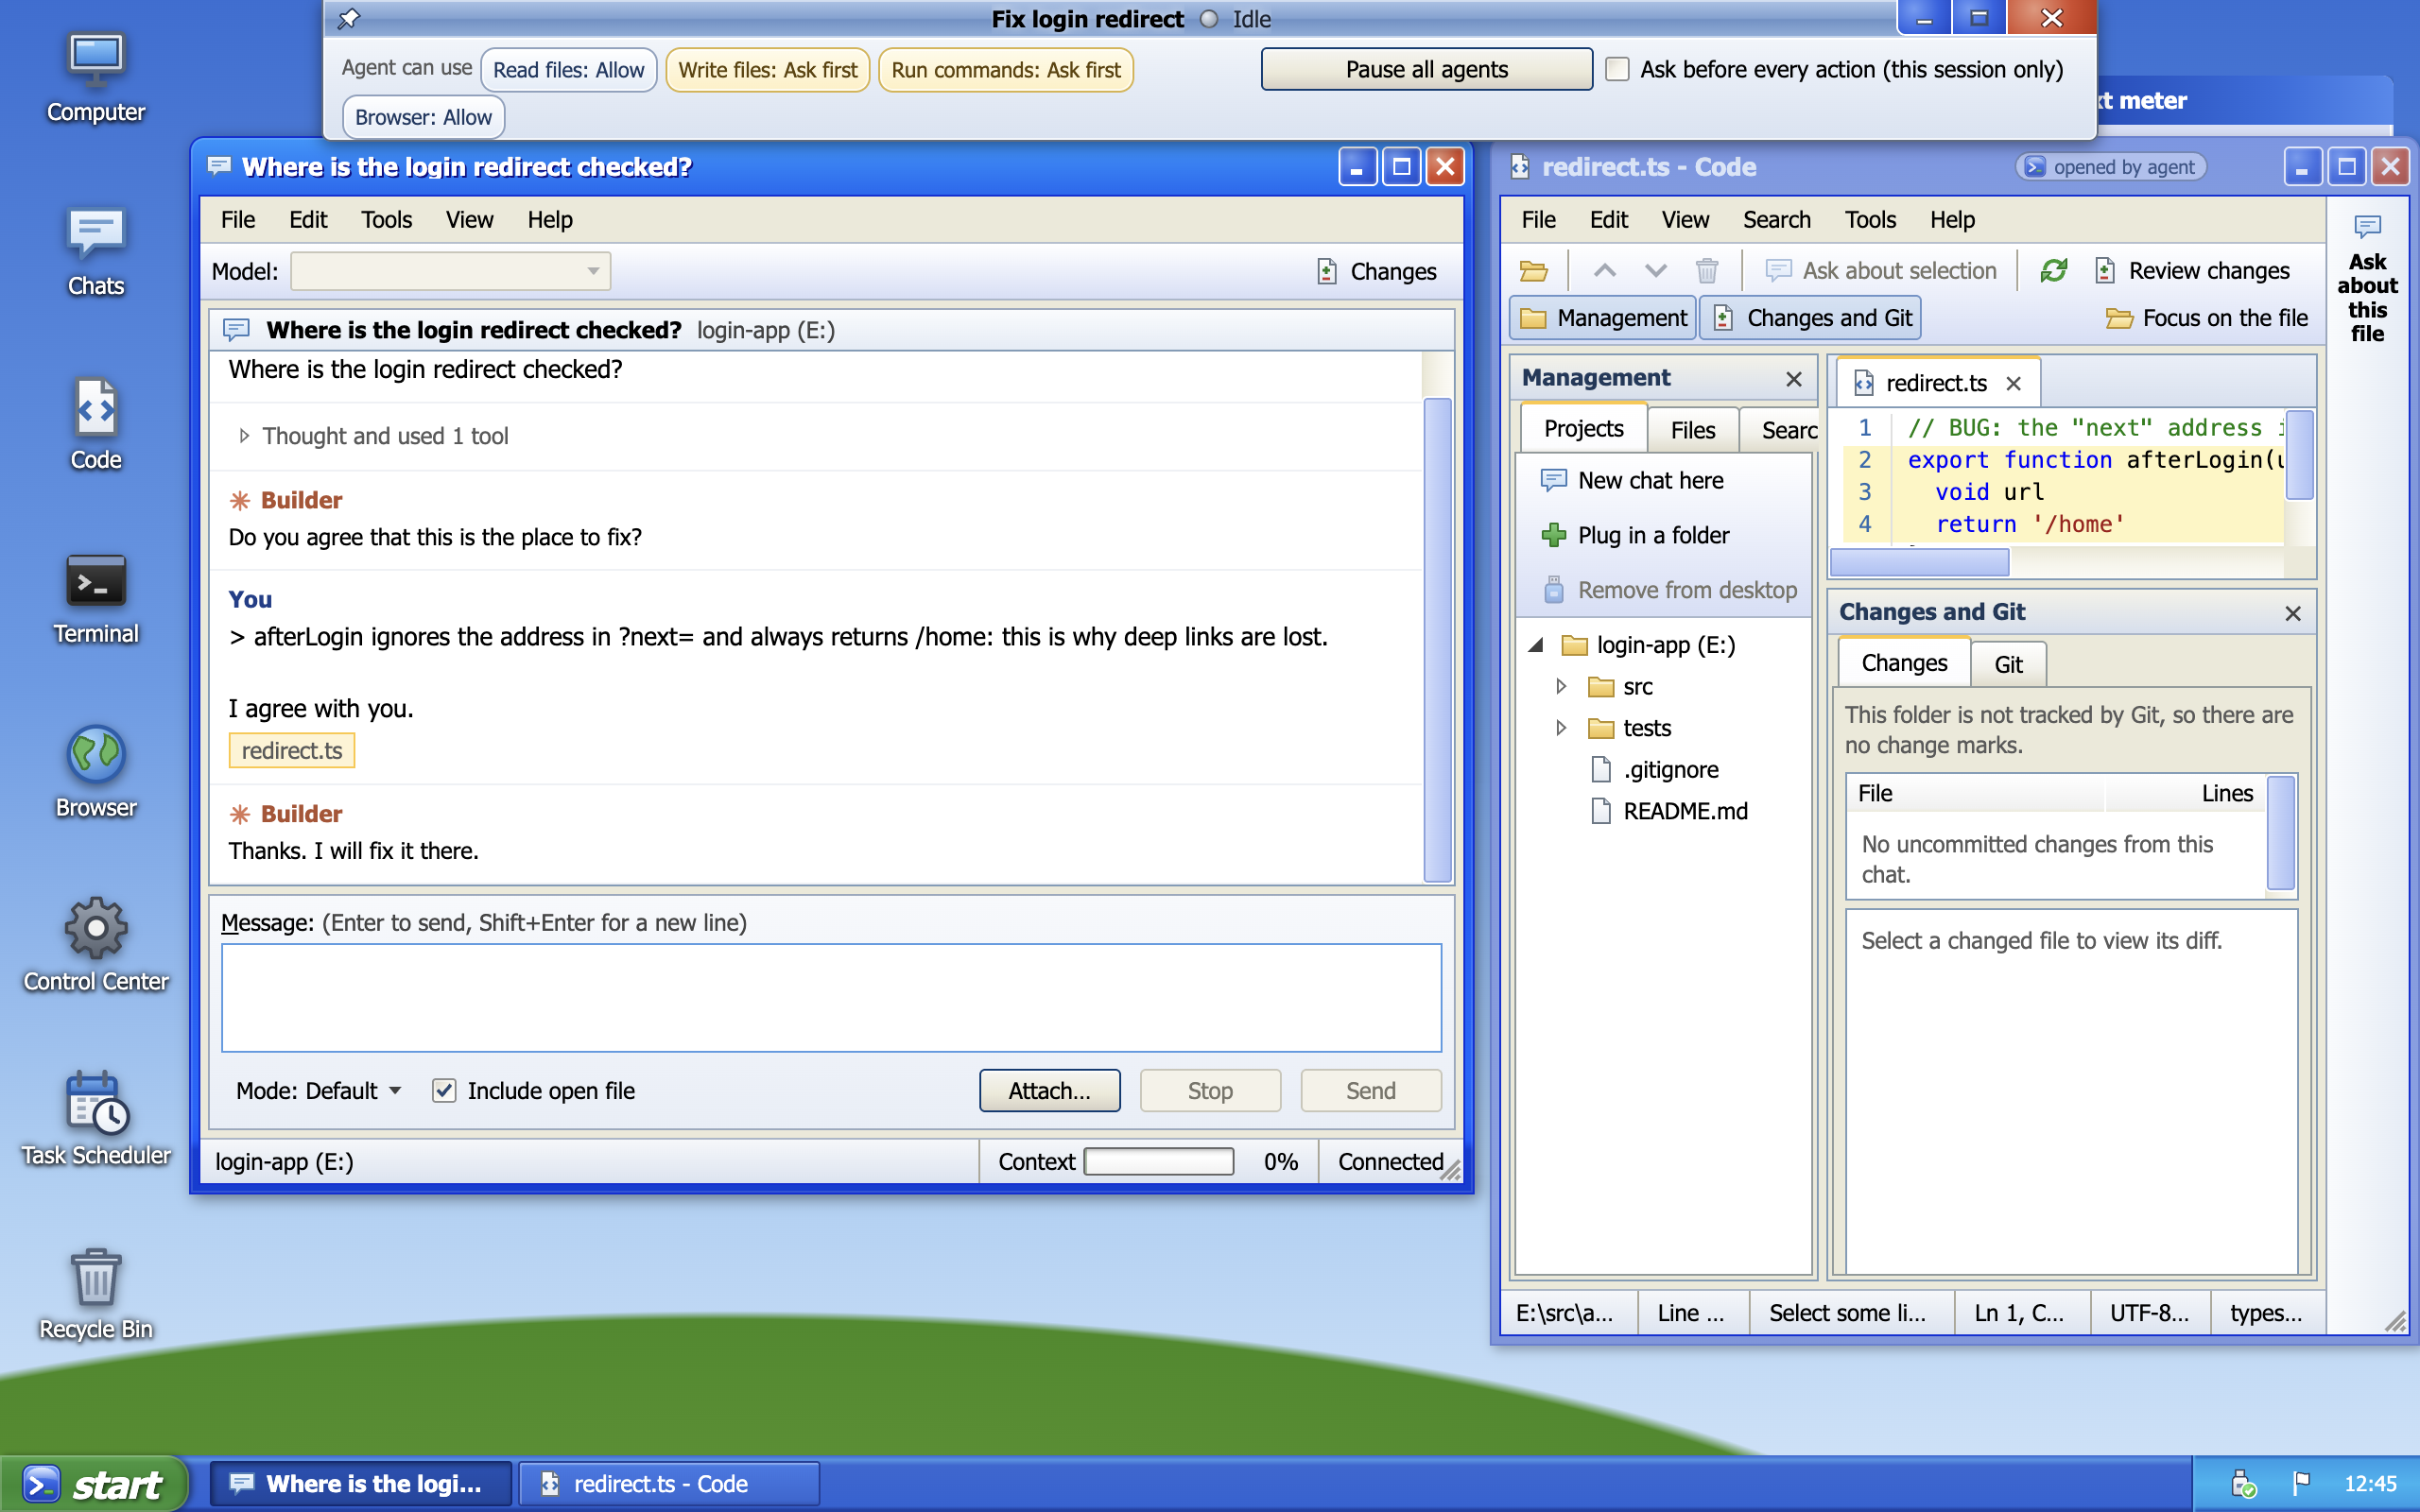 Computer
Chats
Code
Terminal
Browser
Control Center
Task Scheduler
Recycle Bin
Fix login redirect Idle
Agent can use Read files: Allow Write files: Ask first Run commands: Ask first
Browser: Allow
Pause all agents Ask before every action (this session only)
meter
Where is the login redirect checked?
File Edit Tools View Help
Model: Changes
Where is the login redirect checked? login-app (E:)
Where is the login redirect checked?
Thought and used 1 tool
Builder
Do you agree that this is the place to fix?
You
> afterLogin ignores the address in ?next= and always returns /home: this is why deep links are lost.
I agree with you.
redirect.ts
Builder
Thanks. I will fix it there.
Message: (Enter to send, Shift+Enter for a new line)
Mode: Default Include open file Attach... Stop Send
login-app (E:) Context 0% Connected
redirect.ts - Code opened by agent
File Edit View Search Tools Help
Ask about selection Review changes
Management Changes and Git Focus on the file
Ask
about
this
file
Management
Projects Files Searc
New chat here
Plug in a folder
Remove from desktop
login-app (E:)
src
tests
.gitignore
README.md
redirect.ts
1 // BUG: the "next" address
2 export function afterLogin(
3 void url
4 return '/home'
Changes and Git
Changes Git
This folder is not tracked by Git, so there are
no change marks.
File Lines
No uncommitted changes from this
chat.
Select a changed file to view its diff.
E:\src\a... Line ... Select some li... Ln 1, C... UTF-8... types...
start Where is the logi... redirect.ts - Code 12:45